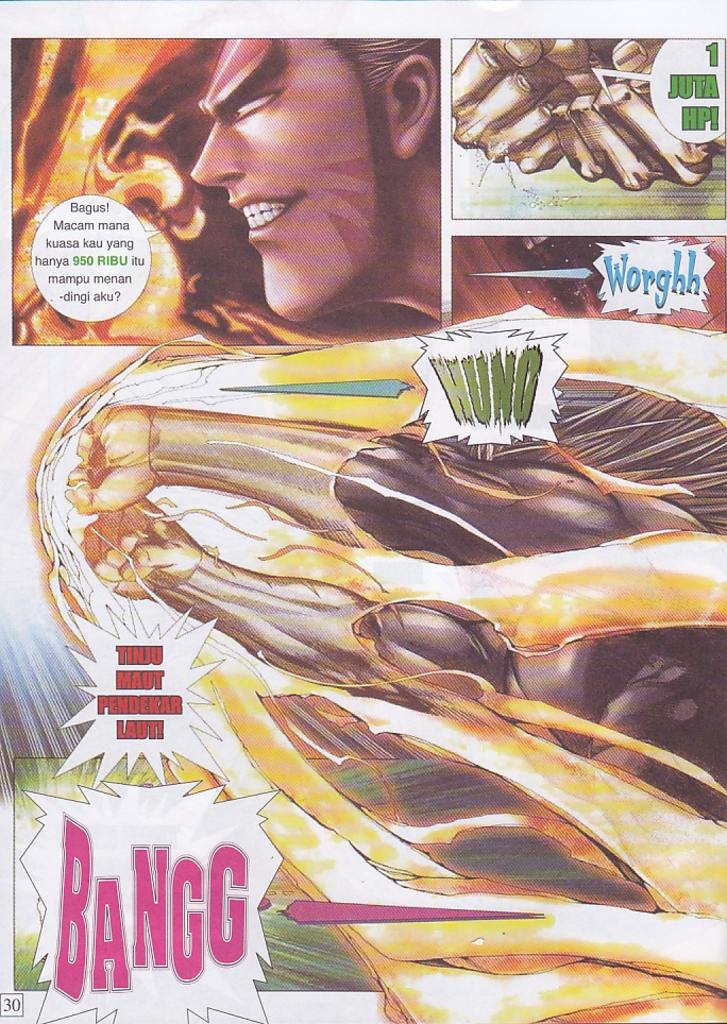 Bagus!
Macam mana
kuasa kau yang
hanya 950 RIBU itu
mampu menan
-dingi aku?
1
JUTA
HP!
Worghh
HUNO
TINJU
MAUT
PENDEKAR
LAUT!
BANGG
30